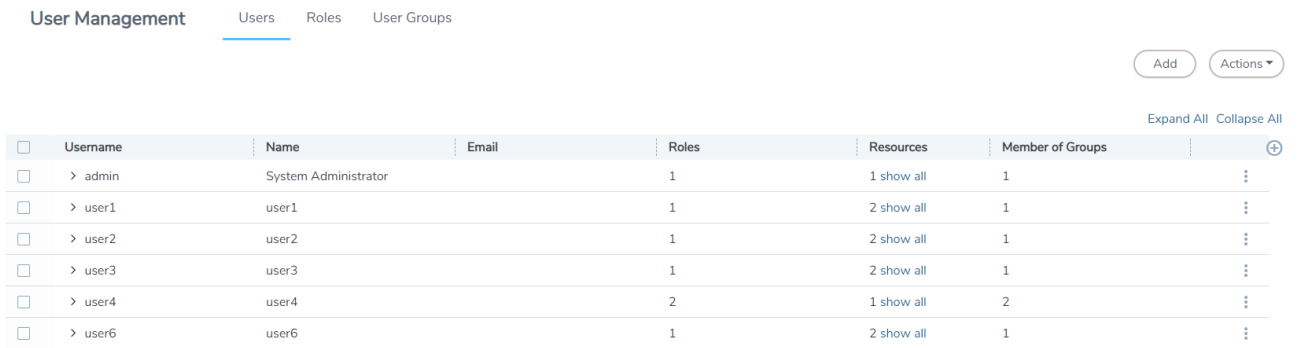 User Management Users Roles User Groups
Add Actions
Expand All Collapse All
Username Name Email Roles Resources Member of Groups
admin System Administrator 1 1 show all 1
user1 user1 1 2 show all 1
user2 user2 1 2 show all 1
user3 user3 1 2 show all 1
user4 user4 2 1 show all 2
user6 user6 1 2 show all 1